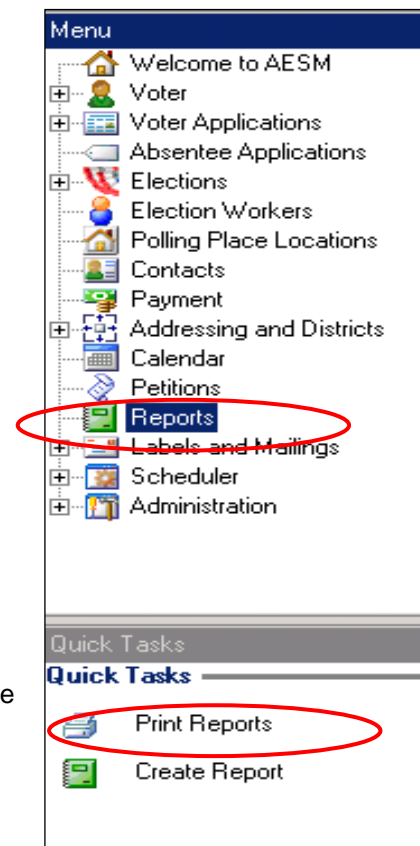 Menu
Welcome to AESM
Voter
Voter Applications
Absentee Applications
Elections
Election Workers
Polling Place Locations
Contacts
Payment
Addressing and Districts
Calendar
Petitions
Reports
Labels and Mailings
Scheduler
Administration
Quick Tasks
Quick Tasks
e
Print Reports
Create Report